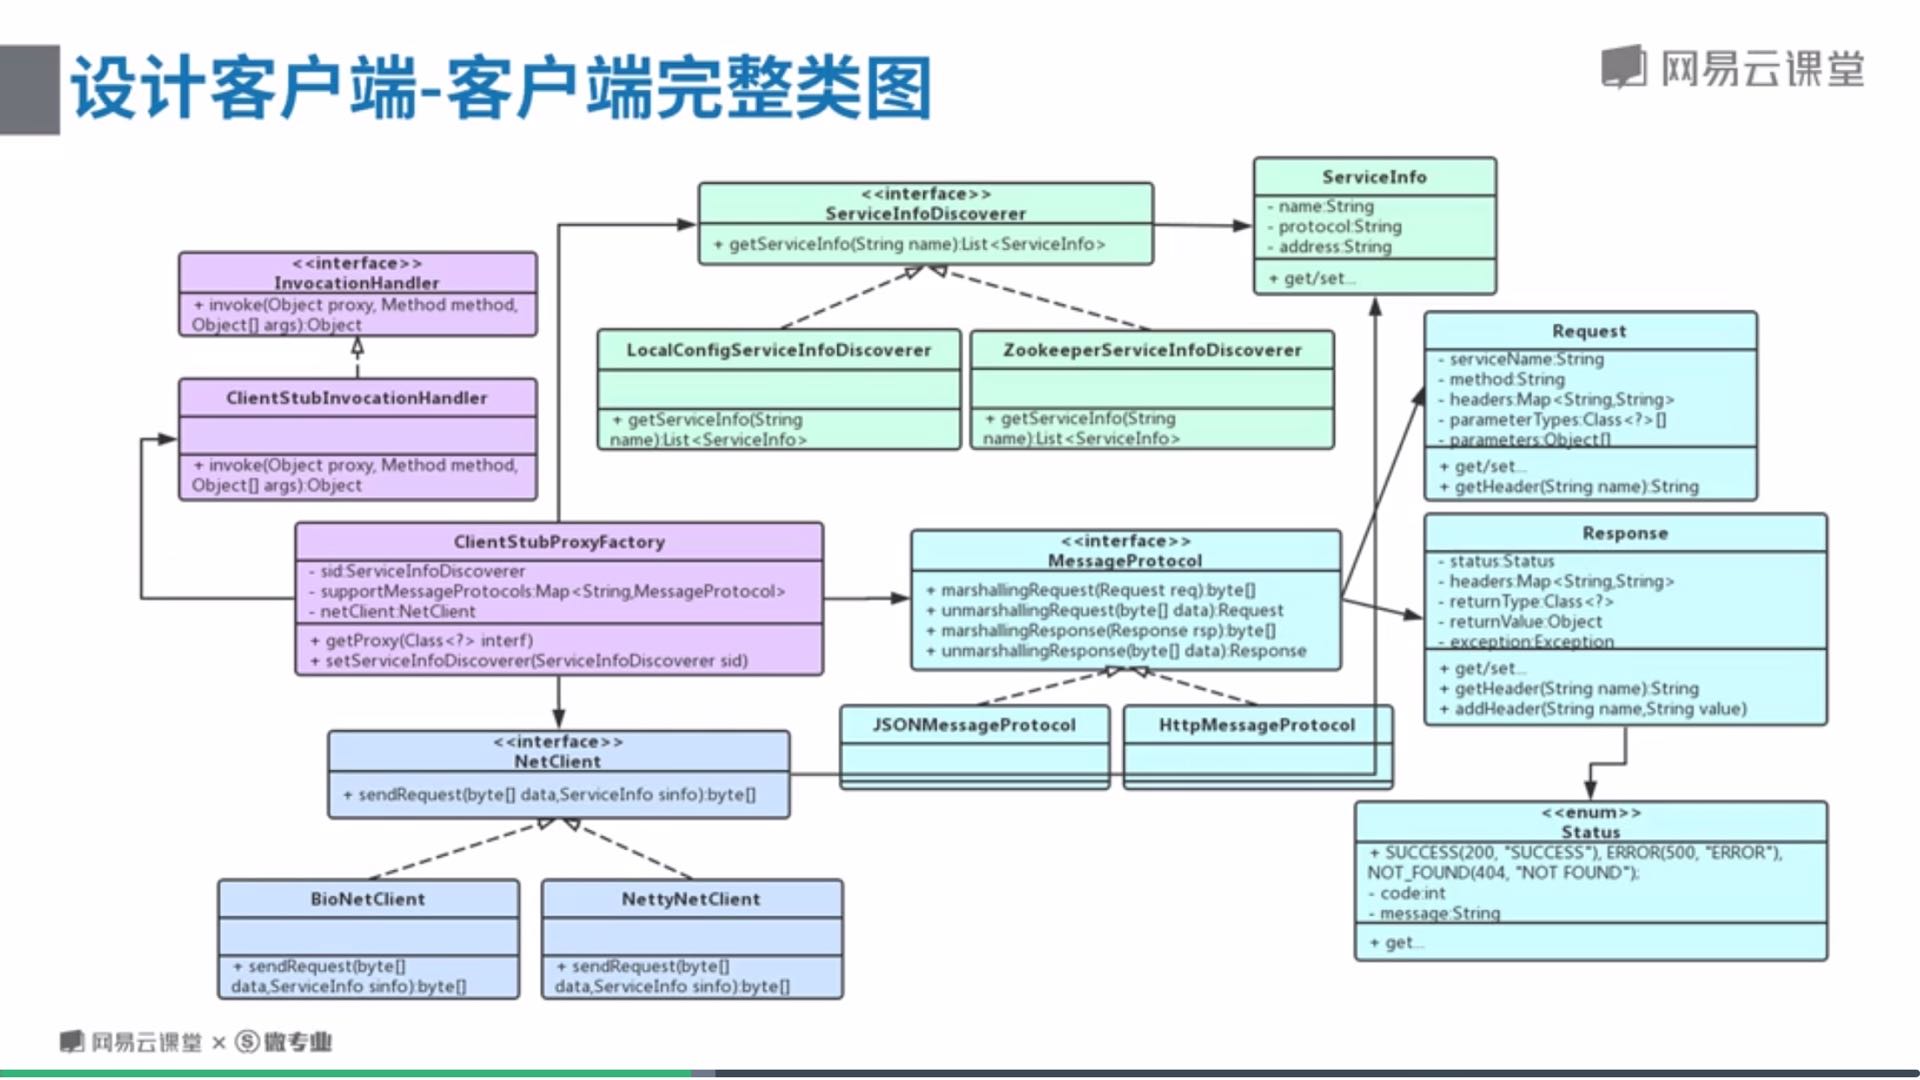 设计客户端-客户端完整类图
网易云课堂
<<interface>>
InvocationHandler
+ invoke(Object proxy, Method method,
Object[] args):Object
ClientStubInvocationHandler
+ invoke(Object proxy, Method method,
Object[] args):Object
<<interface>>
ServiceInfoDiscoverer
+ getServiceInfo(String name):List<ServiceInfo>
ServiceInfo
- name:String
- protocol:String
- address:String
+ get/set...
LocalConfigServiceInfoDiscoverer
+ getServiceInfo(String
name):List<ServiceInfo>
ZookeeperServiceInfoDiscoverer
+ getServiceInfo(String
name):List<ServiceInfo>
Request
- serviceName:String
- method:String
- headers:Map<String,String>
- parameterTypes:Class<?>[]
- parameters:Object[]
+ get/set...
+ getHeader(String name):String
ClientStubProxyFactory
- sid:ServiceInfoDiscoverer
- supportMessageProtocols:Map<String,MessageProtocol>
- netClient:NetClient
+ getProxy(Class<?> interf)
+ setServiceInfoDiscoverer(ServiceInfoDiscoverer sid)
<<interface>>
MessageProtocol
+ marshallingRequest(Request req):byte[]
+ unmarshallingRequest(byte[] data):Request
+ marshallingResponse(Response rsp):byte[]
+ unmarshallingResponse(byte[] data):Response
Response
- status:Status
- headers:Map<String,String>
- returnType:Class<?>
- returnValue:Object
- exception:Exception
+ get/set...
+ getHeader(String name):String
+ addHeader(String name,String value)
JSONMessageProtocol
HttpMessageProtocol
<<interface>>
NetClient
+ sendRequest(byte[] data,ServiceInfo sinfo):byte[]
<<enum>>
Status
+ SUCCESS(200, "SUCCESS"), ERROR(500, "ERROR"),
NOT_FOUND(404, "NOT FOUND");
- code:int
- message:String
+ get...
BioNetClient
+ sendRequest(byte[]
data,ServiceInfo sinfo):byte[]
NettyNetClient
+ sendRequest(byte[]
data,ServiceInfo sinfo):byte[]
网易云课堂 × 微专业